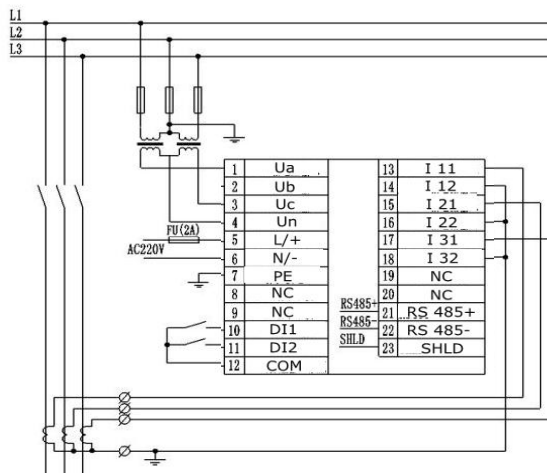 L1
L2
L3
1 Ua 13 I 11
2 Ub 14 I 12
3 Uc 15 I 21
4 Un 16 I 22
FU(2A)
5 L/+ 17 I 31
AC220V
6 N/- 18 I 32
7 PE 19 NC
8 NC 20 NC
RS485+
9 NC 21 RS 485+
RS485-
10 DI1 22 RS 485-
SHLD
11 DI2 23 SHLD
12 COM